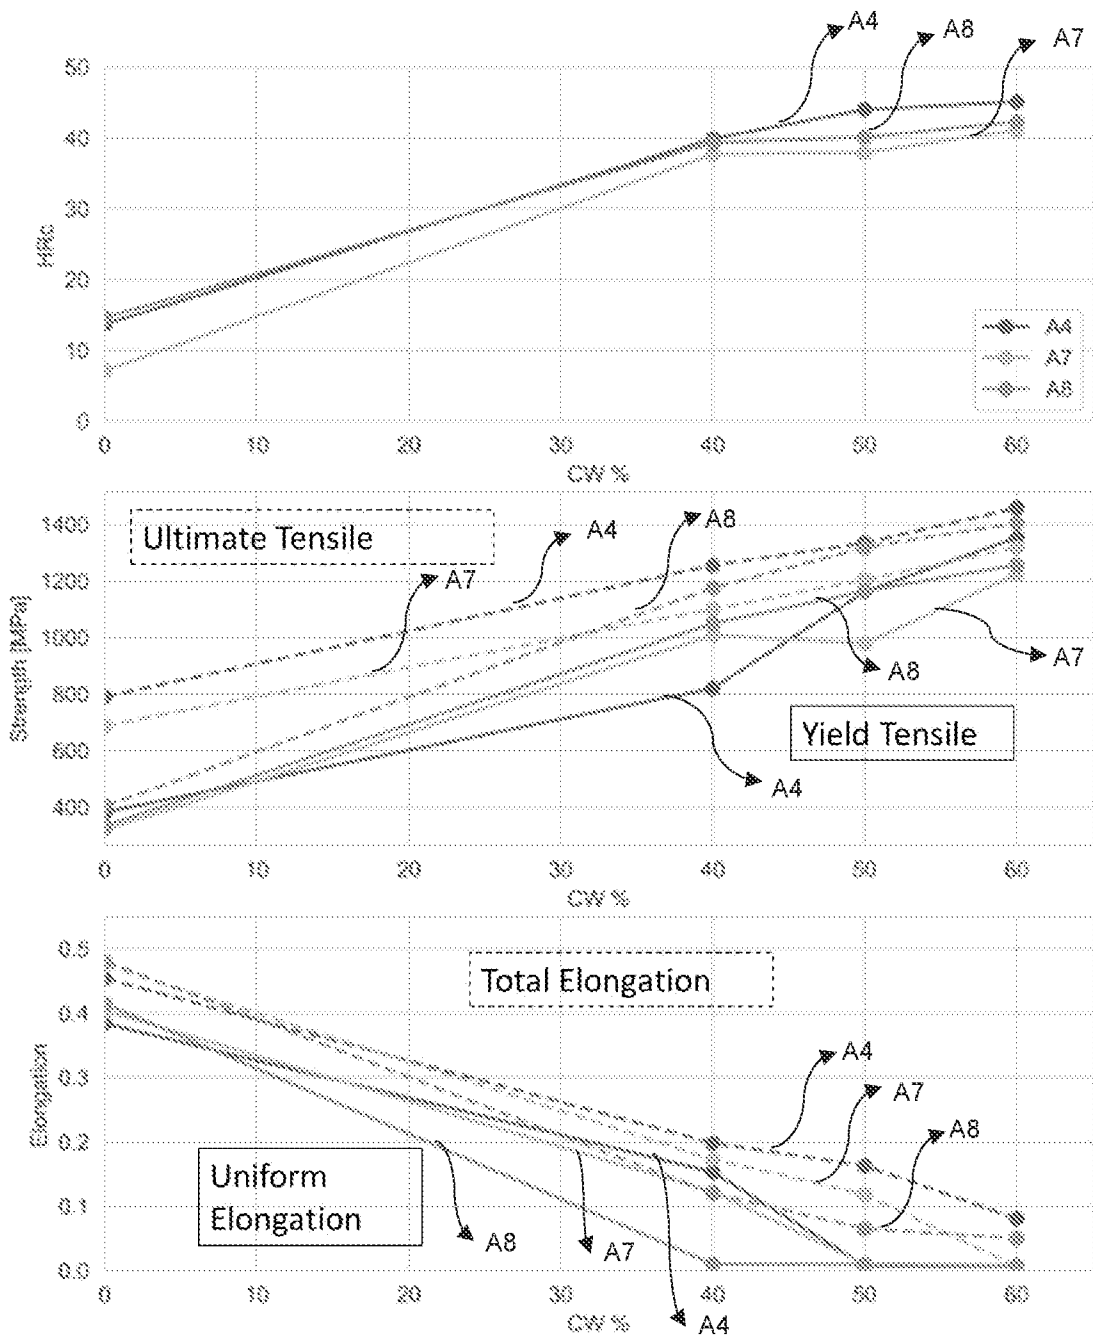 A4
A8
A7
50
40
30
20
10
0
HRc
A4
A7
A8
0 10 20 30 40 50 60
CW %
1400
1200
1000
800
600
400
Strength [MPa]
Ultimate Tensile
A4
A8
A7
A8
A7
Yield Tensile
A4
0 10 20 30 40 50 60
CW %
0.5
0.4
0.3
0.2
0.1
0.0
Elongation
Total Elongation
A4
A7
A8
Uniform
Elongation
A8
A7
A4
0 10 20 30 40 50 60
CW %